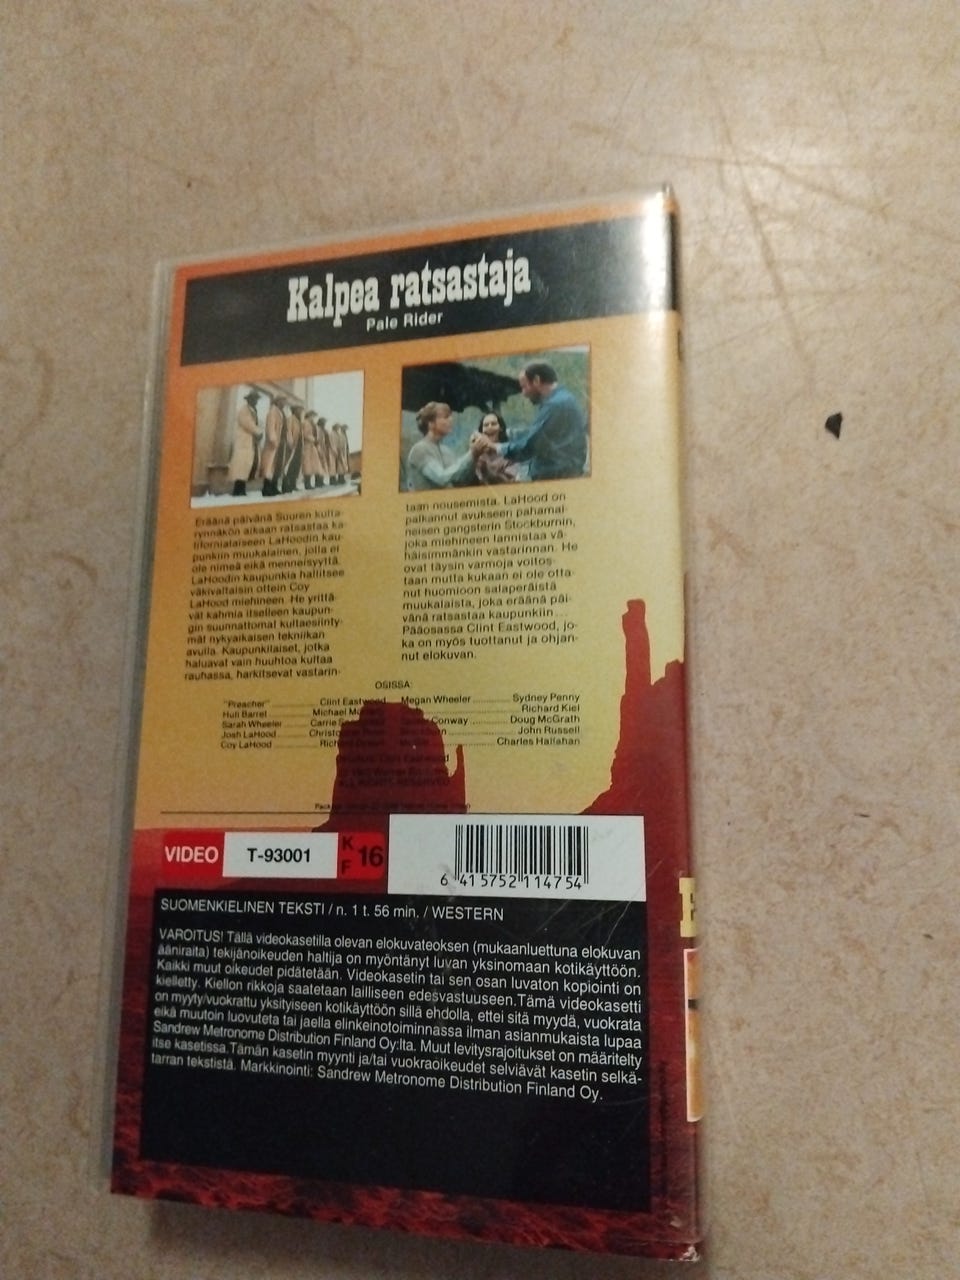 Kalpea ratsastaja
Pale Rider
Eräänä päivänä Suuren kulta-
rynnäkön aikaan ratsastaa ka-
lifornialaiseen LaHoodin kau-
punkiin muukalainen, jolla ei
ole nimeä eikä menneisyyttä.
LaHoodin kaupunkia hallitsee
väkivaltaisin ottein Coy
LaHood miehineen. He yrittä-
vät kahmia itselleen kaupun-
gin suunnattomat kultaesiinty-
mät nykyaikaisen tekniikan
avulla. Kaupunkilaiset, jotka
haluavat vain huuhtoa kultaa
rauhassa, harkitsevat vastarin-
taan nousemista. LaHood on
palkannut avukseen pahamai-
neisen gangsterin Stockburnin,
joka miehineen lannistaa vä-
häisimmänkin vastarinnan. He
ovat täysin varmoja voitos-
taan mutta kukaan ei ole otta-
nut huomioon salaperäistä
muukalaista, joka eräänä päi-
vänä ratsastaa kaupunkiin...
Pääosassa Clint Eastwood, jo-
ka on myös tuottanut ja ohjan-
nut elokuvan.
OSISSA:
"Preacher" Clint Eastwood
Hull Barret Michael
Sarah Wheeler Carrie
Josh LaHood Christopher
Coy LaHood Richard
Megan Wheeler Sydney Penny
Richard Kiel
Conway Doug McGrath
John Russell
Charles Hallahan
Clint Eastwood
ALL RIGHTS RESERVED
VIDEO T-93001 K F 16
6 415752 114754
SUOMENKIELINEN TEKSTI / n. 1 t. 56 min. / WESTERN
VAROITUS! Tällä videokasetilla olevan elokuvateoksen (mukaanluettuna elokuvan
ääniraita) tekijänoikeuden haltija on myöntänyt luvan yksinomaan kotikäyttöön.
Kaikki muut oikeudet pidätetään. Videokasetin tai sen osan luvaton kopiointi on
kielletty. Kiellon rikkoja saatetaan lailliseen edesvastuuseen.Tämä videokasetti
on myyty/vuokrattu yksityiseen kotikäyttöön sillä ehdolla, ettei sitä myydä, vuokrata
eikä muutoin luovuteta tai jaella elinkeinotoiminnassa ilman asianmukaista lupaa
Sandrew Metronome Distribution Finland Oy:lta. Muut levitysrajoitukset on määritelty
itse kasetissa.Tämän kasetin myynti ja/tai vuokraoikeudet selviävät kasetin selkä-
tarran tekstistä. Markkinointi: Sandrew Metronome Distribution Finland Oy.